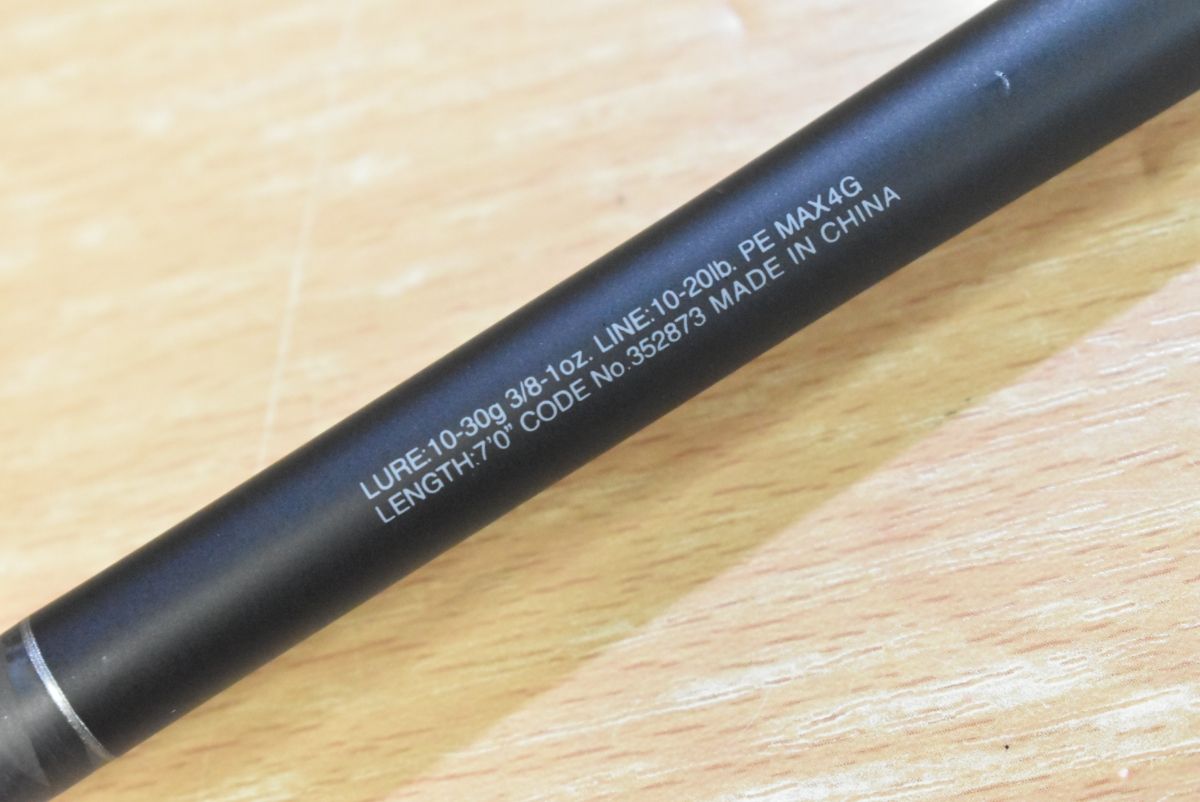 LURE:10-30g 3/8-1oz. LINE:10-20lb. PE MAX4G
LENGTH:7'0" CODE No.352873 MADE IN CHINA